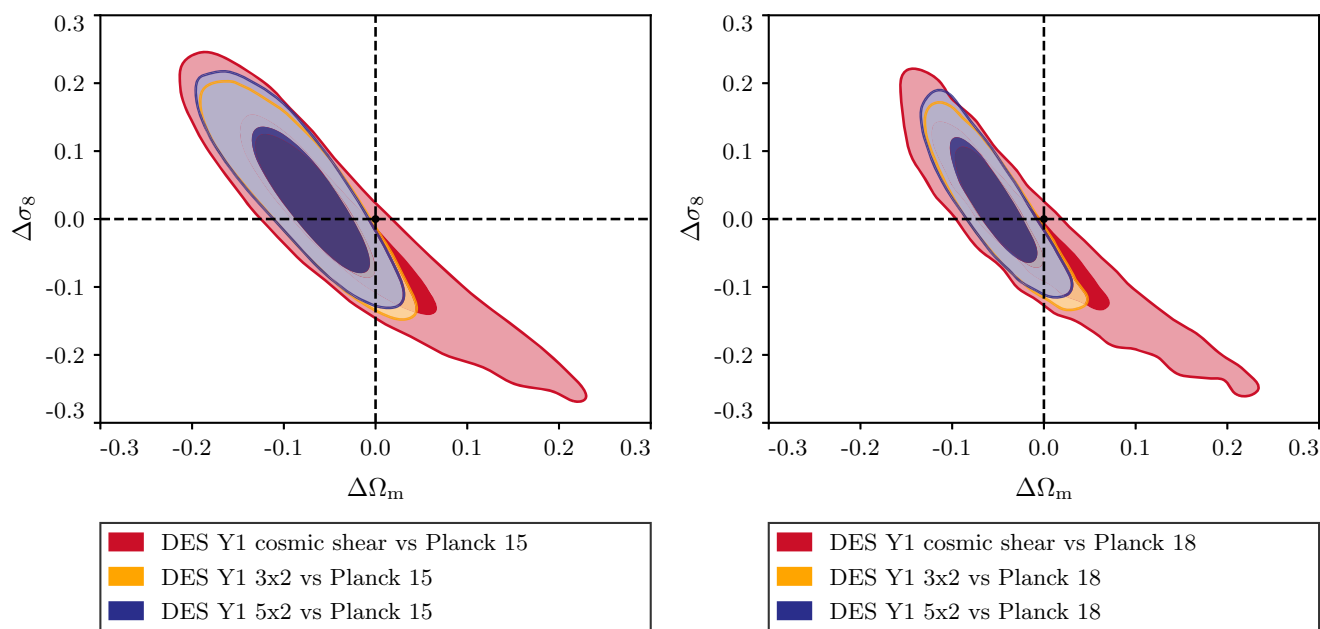 0.3
0.2
0.1
0.0
-0.1
-0.2
-0.3
Δσ₈
-0.3 -0.2 -0.1 0.0 0.1 0.2 0.3
ΔΩₘ
DES Y1 cosmic shear vs Planck 15
DES Y1 3x2 vs Planck 15
DES Y1 5x2 vs Planck 15
0.3
0.2
0.1
0.0
-0.1
-0.2
-0.3
Δσ₈
-0.3 -0.2 -0.1 0.0 0.1 0.2 0.3
ΔΩₘ
DES Y1 cosmic shear vs Planck 18
DES Y1 3x2 vs Planck 18
DES Y1 5x2 vs Planck 18